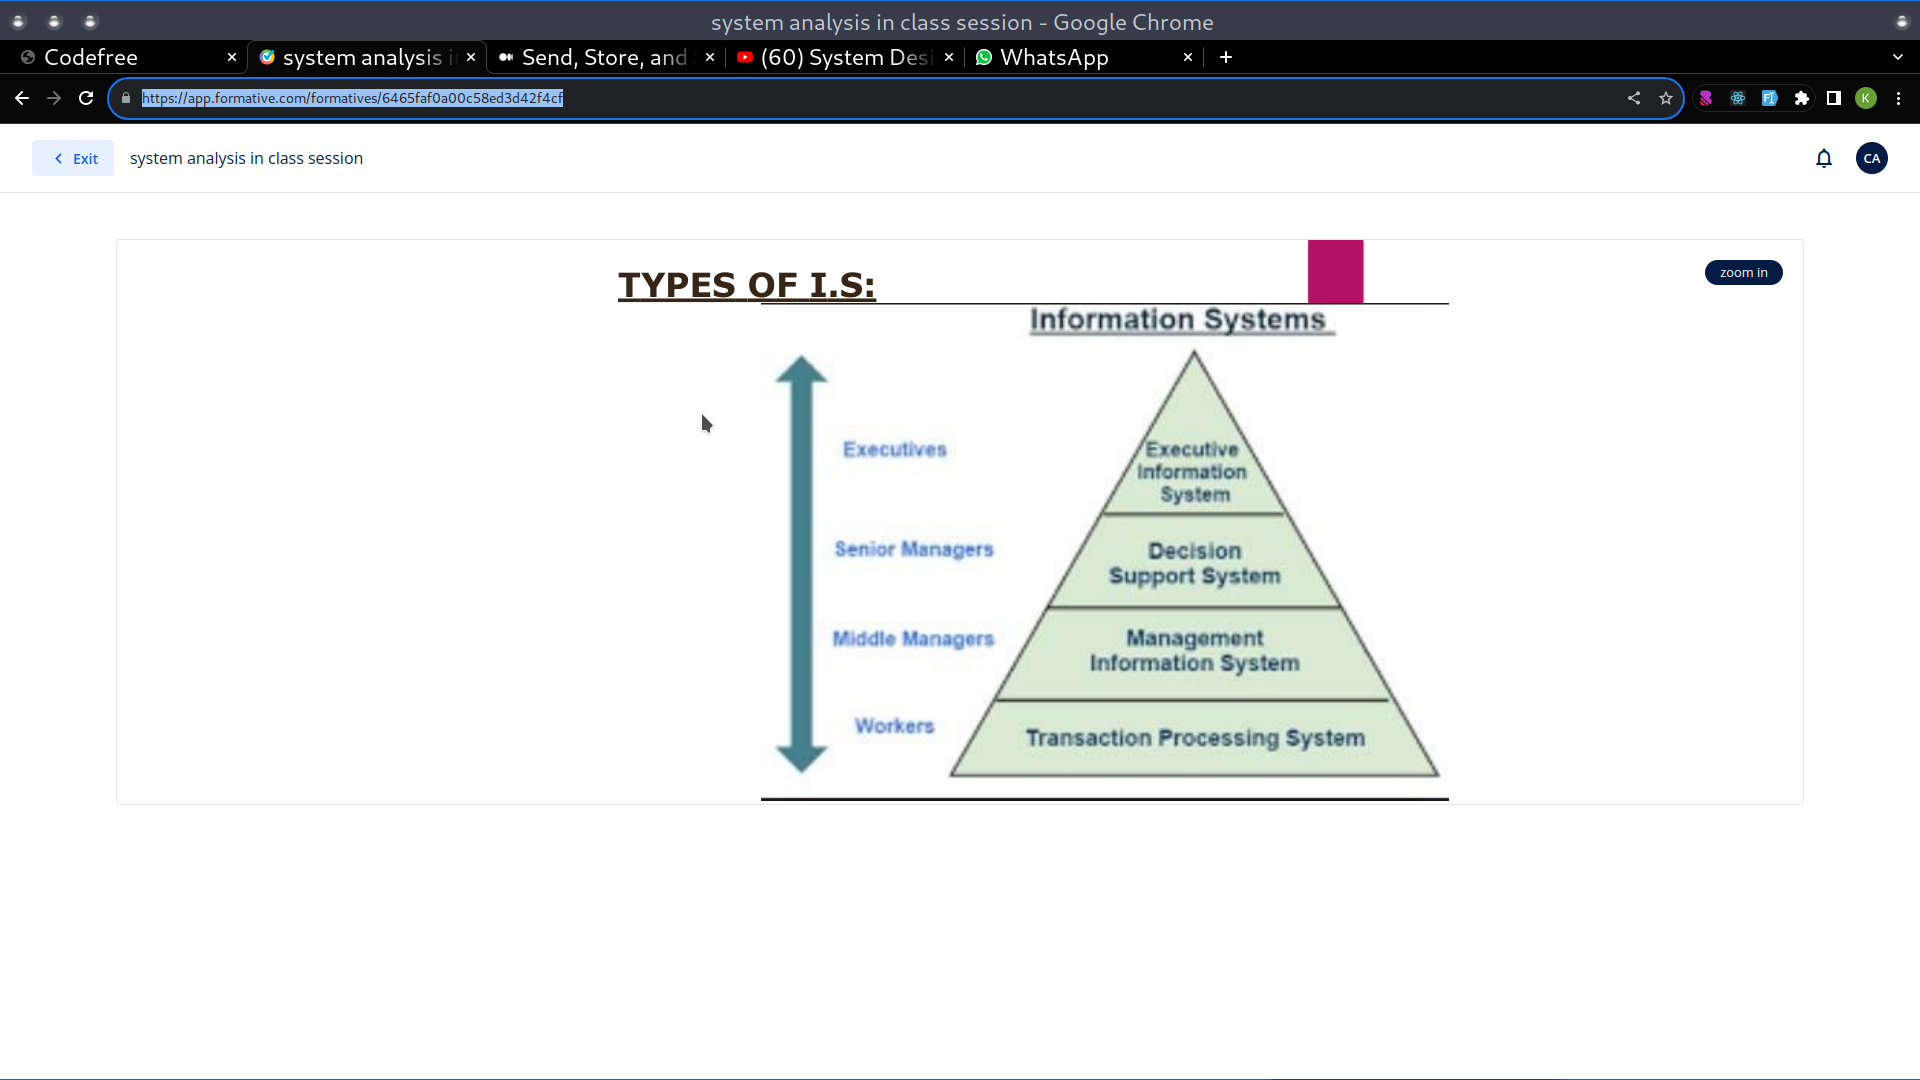 system analysis in class session - Google Chrome
Codefree
system analysis i
Send, Store, and
(60) System Desi
WhatsApp
https://app.formative.com/formatives/6465faf0a00c58ed3d42f4cf
K
Exit
system analysis in class session
CA
zoom in
TYPES OF I.S:
Information Systems
Executives
Executive
Information
System
Senior Managers
Decision
Support System
Middle Managers
Management
Information System
Workers
Transaction Processing System